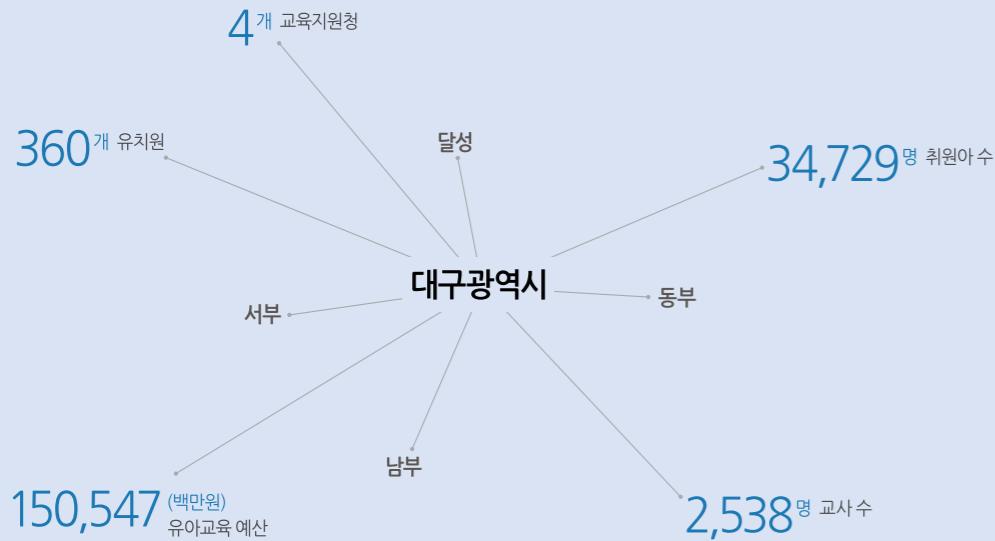 4개 교육지원청
360개 유치원
달성
34,729명 취원아 수
대구광역시
서부
동부
남부
150,547 (백만원)
유아교육 예산
2,538명 교사 수